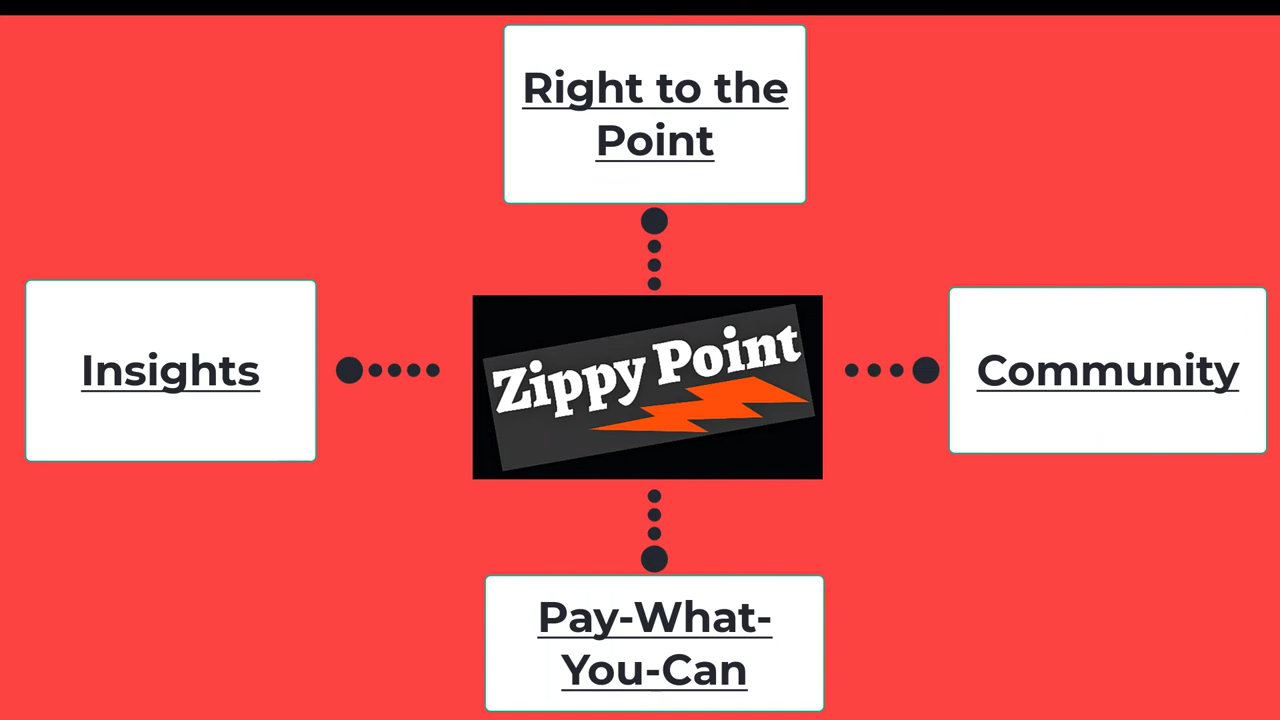 Right to the
Point
Insights
Zippy Point
Community
Pay-What-
You-Can